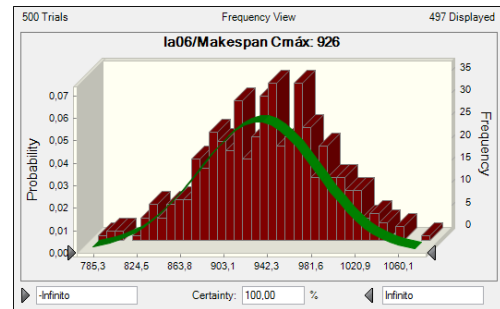 500 Trials Frequency View 497 Displayed
la06/Makespan Cmáx: 926
Probability
0,07
0,06
0,05
0,04
0,03
0,02
0,01
0,00
35
30
25
20
15
10
5
0
Frequency
785,3 824,5 863,8 903,1 942,3 981,6 1020,9 1060,1
-Infinito Certainty: 100,00 % Infinito